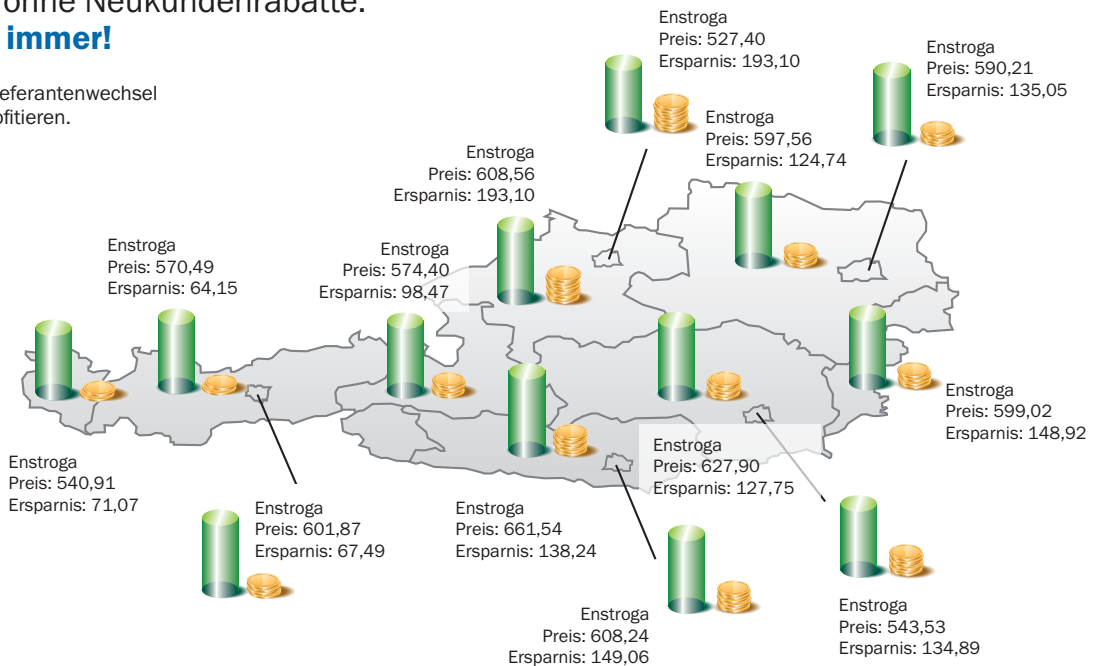 ohne Neukundenrabatte.
immer!
eferantenwechsel
ofitieren.
Enstroga
Preis: 527,40
Ersparnis: 193,10
Enstroga
Preis: 590,21
Ersparnis: 135,05
Enstroga
Preis: 597,56
Ersparnis: 124,74
Enstroga
Preis: 608,56
Ersparnis: 193,10
Enstroga
Preis: 574,40
Ersparnis: 98,47
Enstroga
Preis: 570,49
Ersparnis: 64,15
Enstroga
Preis: 599,02
Ersparnis: 148,92
Enstroga
Preis: 540,91
Ersparnis: 71,07
Enstroga
Preis: 601,87
Ersparnis: 67,49
Enstroga
Preis: 661,54
Ersparnis: 138,24
Enstroga
Preis: 627,90
Ersparnis: 127,75
Enstroga
Preis: 608,24
Ersparnis: 149,06
Enstroga
Preis: 543,53
Ersparnis: 134,89